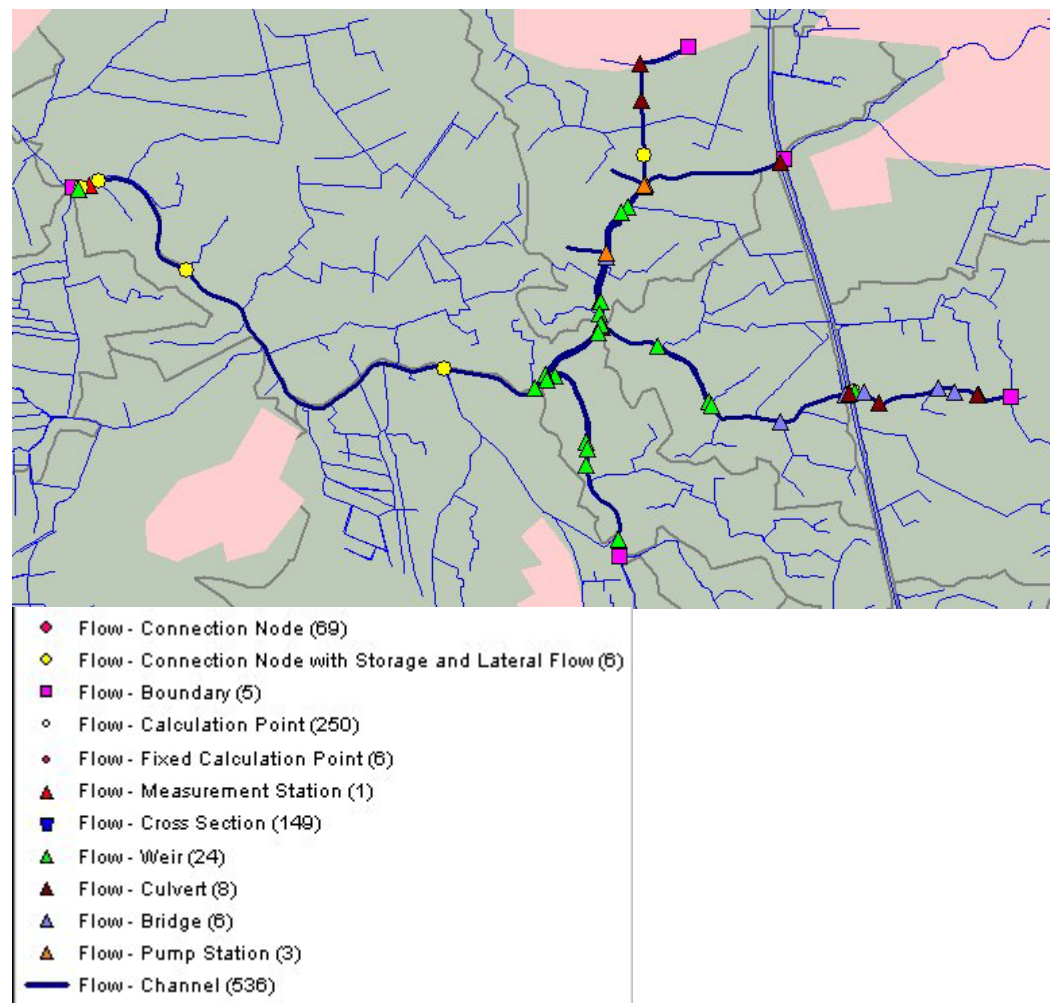 Flow - Connection Node (69)
Flow - Connection Node with Storage and Lateral Flow (6)
Flow - Boundary (5)
Flow - Calculation Point (250)
Flow - Fixed Calculation Point (6)
Flow - Measurement Station (1)
Flow - Cross Section (149)
Flow - Weir (24)
Flow - Culvert (8)
Flow - Bridge (6)
Flow - Pump Station (3)
Flow - Channel (536)